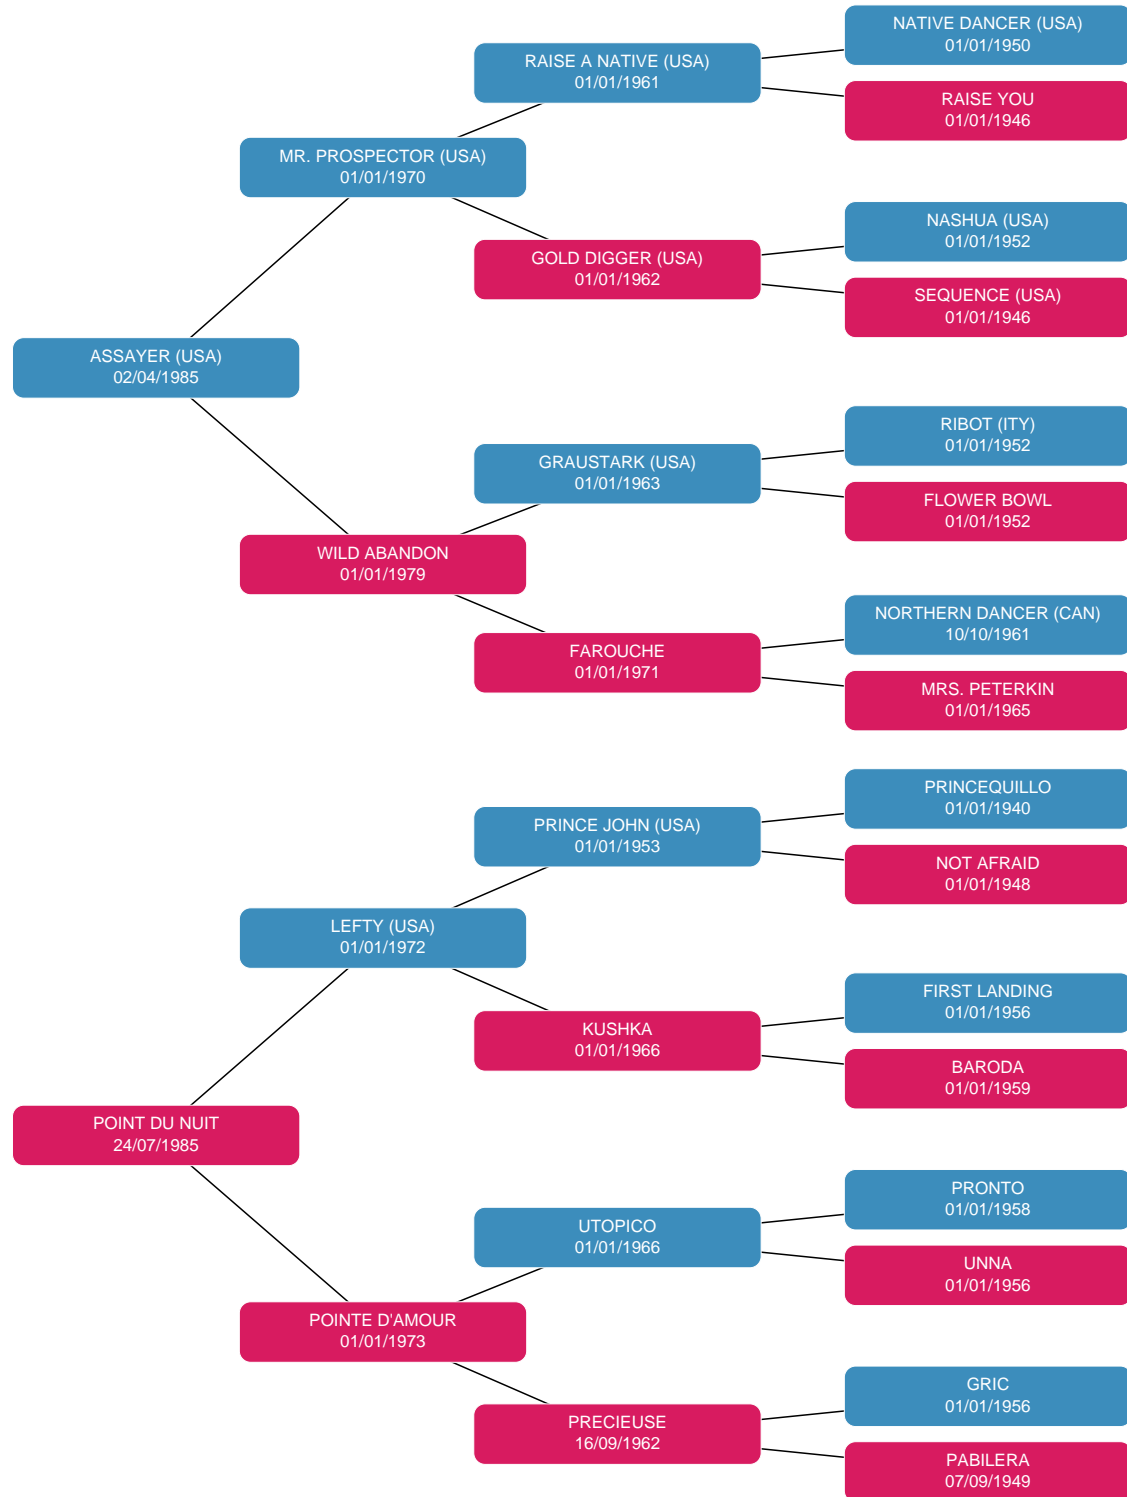 NATIVE DANCER (USA)
01/01/1950
RAISE A NATIVE (USA)
01/01/1961
RAISE YOU
01/01/1946
MR. PROSPECTOR (USA)
01/01/1970
NASHUA (USA)
01/01/1952
GOLD DIGGER (USA)
01/01/1962
SEQUENCE (USA)
01/01/1946
ASSAYER (USA)
02/04/1985
RIBOT (ITY)
01/01/1952
GRAUSTARK (USA)
01/01/1963
FLOWER BOWL
01/01/1952
WILD ABANDON
01/01/1979
NORTHERN DANCER (CAN)
10/10/1961
FAROUCHE
01/01/1971
MRS. PETERKIN
01/01/1965
PRINCEQUILLO
01/01/1940
PRINCE JOHN (USA)
01/01/1953
NOT AFRAID
01/01/1948
LEFTY (USA)
01/01/1972
FIRST LANDING
01/01/1956
KUSHKA
01/01/1966
BARODA
01/01/1959
POINT DU NUIT
24/07/1985
PRONTO
01/01/1958
UTOPICO
01/01/1966
UNNA
01/01/1956
POINTE D'AMOUR
01/01/1973
GRIC
01/01/1956
PRECIEUSE
16/09/1962
PABILERA
07/09/1949